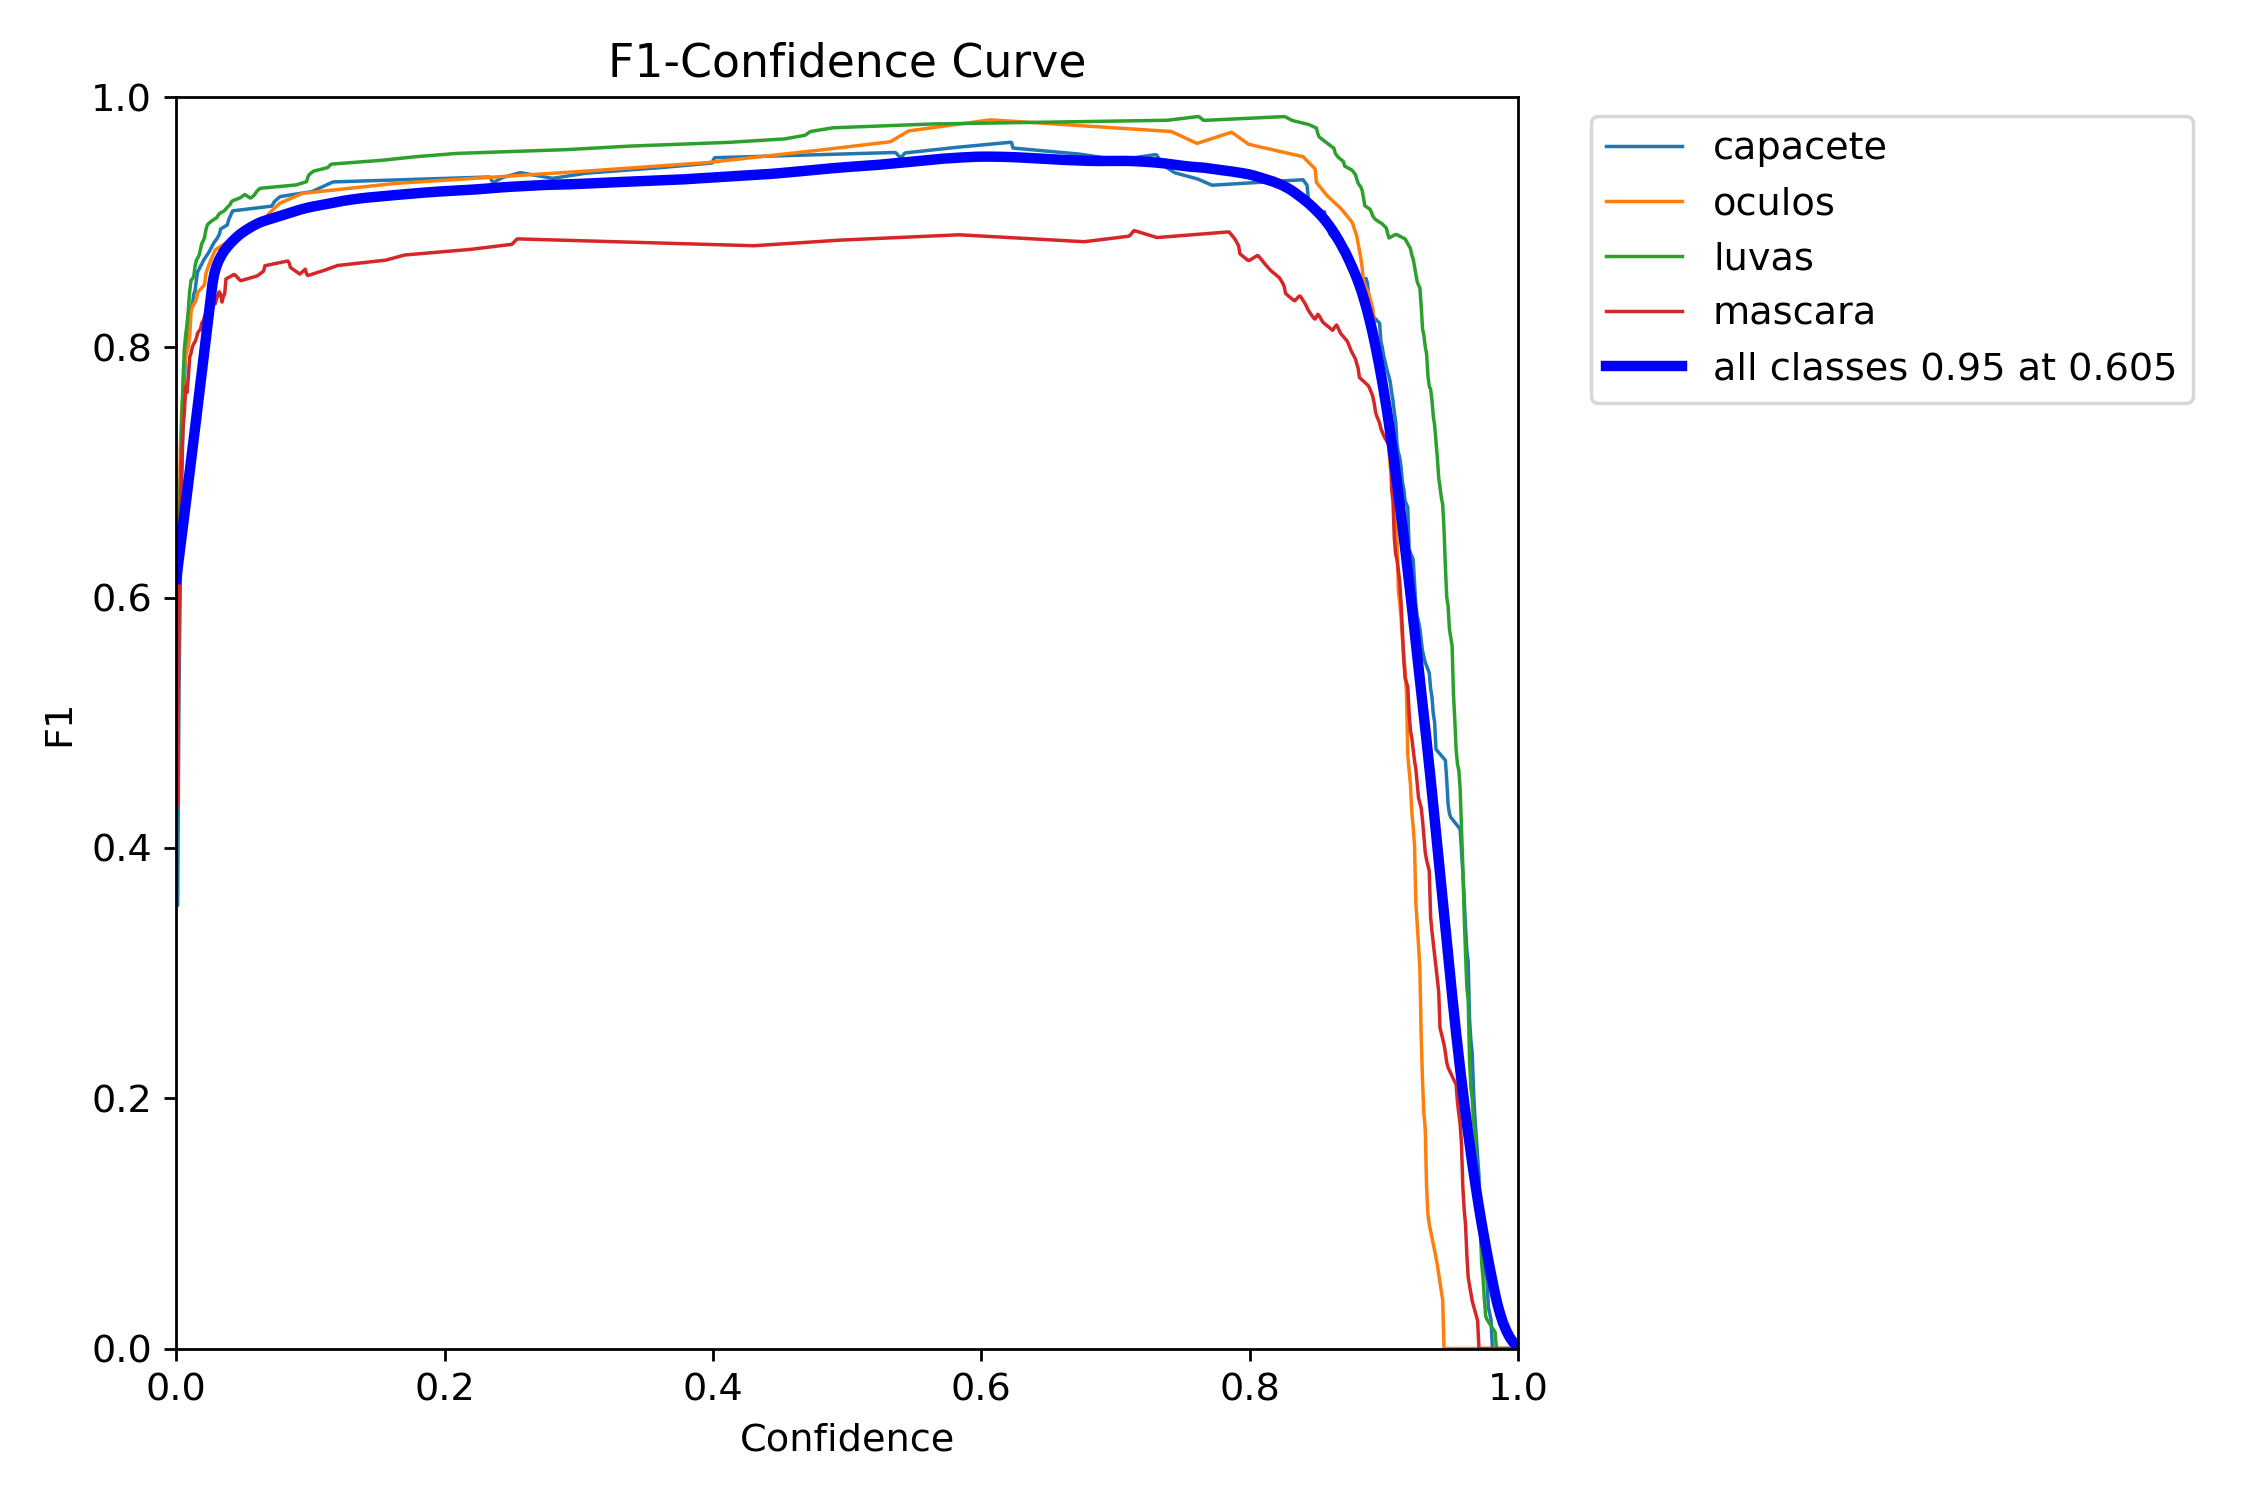 F1-Confidence Curve
1.0
0.8
0.6
0.4
0.2
0.0
F1
0.0 0.2 0.4 0.6 0.8 1.0
Confidence
capacete
oculos
luvas
mascara
all classes 0.95 at 0.605